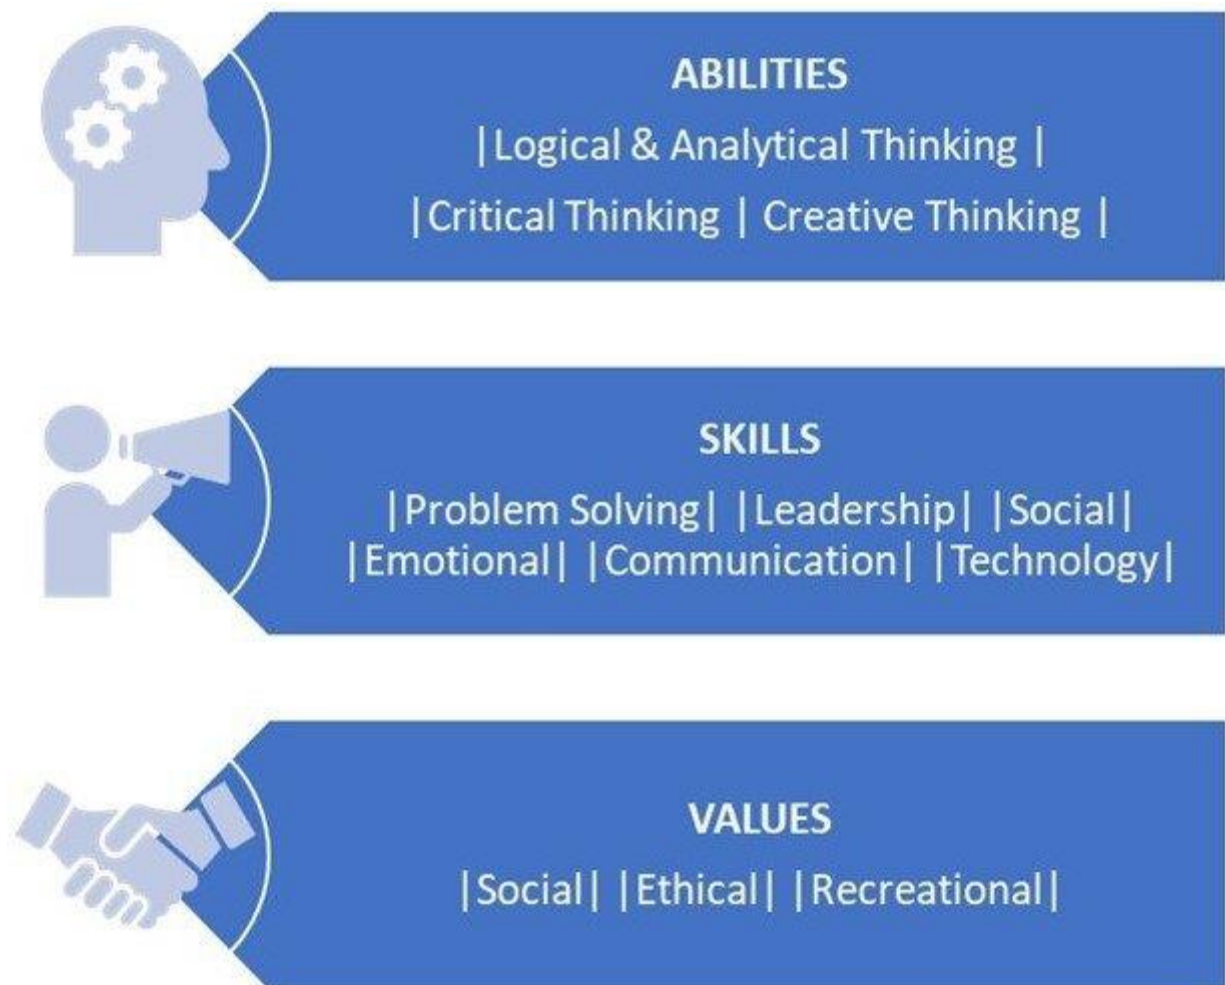 ABILITIES
|Logical & Analytical Thinking |
|Critical Thinking | Creative Thinking |
SKILLS
|Problem Solving| |Leadership| |Social|
|Emotional| |Communication| |Technology|
VALUES
|Social| |Ethical| |Recreational|